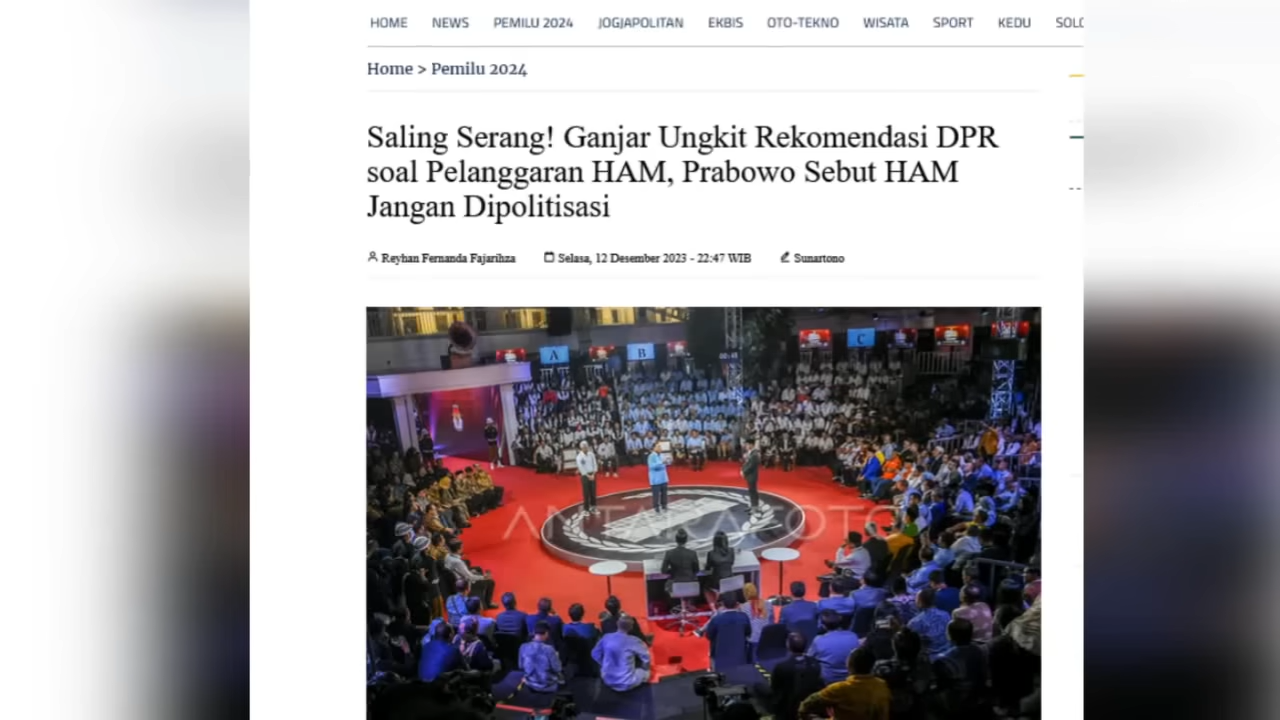 HOME NEWS PEMILU 2024 JOGJAPOLITAN EKBIS OTO-TEKNO WISATA SPORT KEDU SOLO
Home > Pemilu 2024
Saling Serang! Ganjar Ungkit Rekomendasi DPR
soal Pelanggaran HAM, Prabowo Sebut HAM
Jangan Dipolitisasi
Reyhan Fernanda Fajarihza Selasa, 12 Desember 2023 - 22:47 WIB Sunartono
A B C
ANTARAFOTO